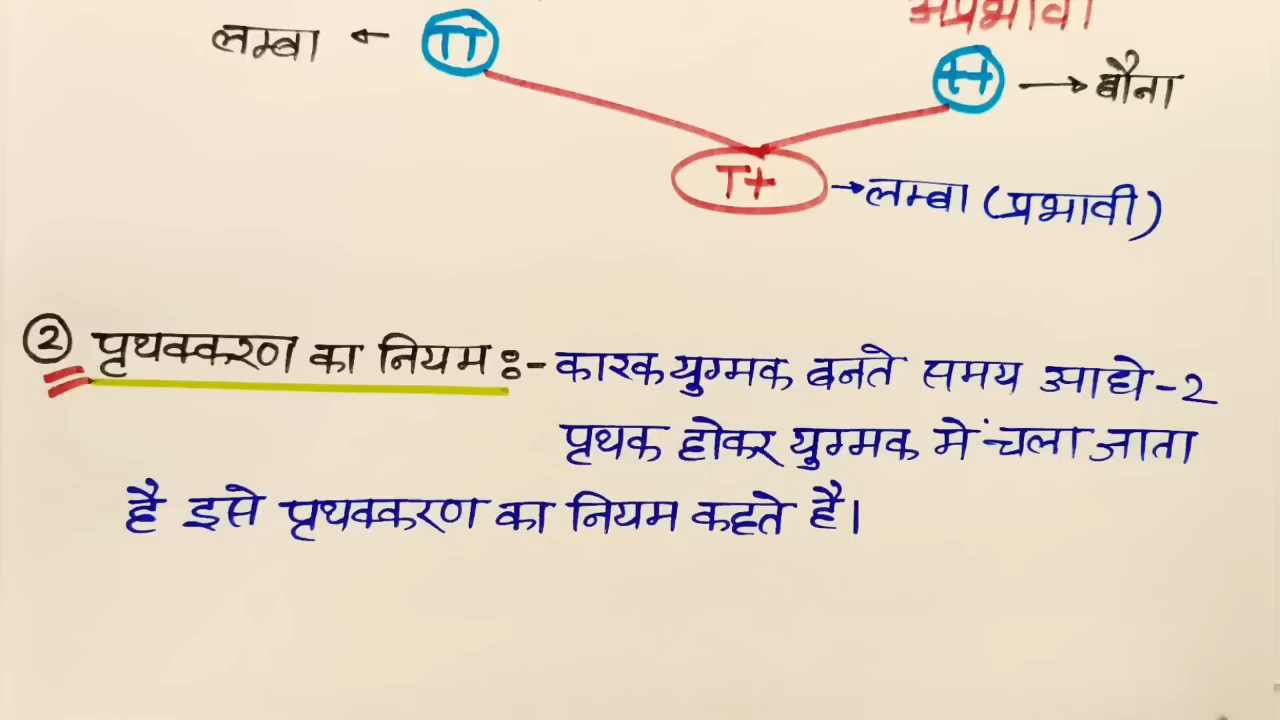 अप्रभावी
लम्बा ← TT
tt → बौना
Tt → लम्बा (प्रभावी)
② पृथक्करण का नियम :- कारक युग्मक बनते समय आधे-2
पृथक होकर युग्मक में चला जाता
है इसे पृथक्करण का नियम कहते है।